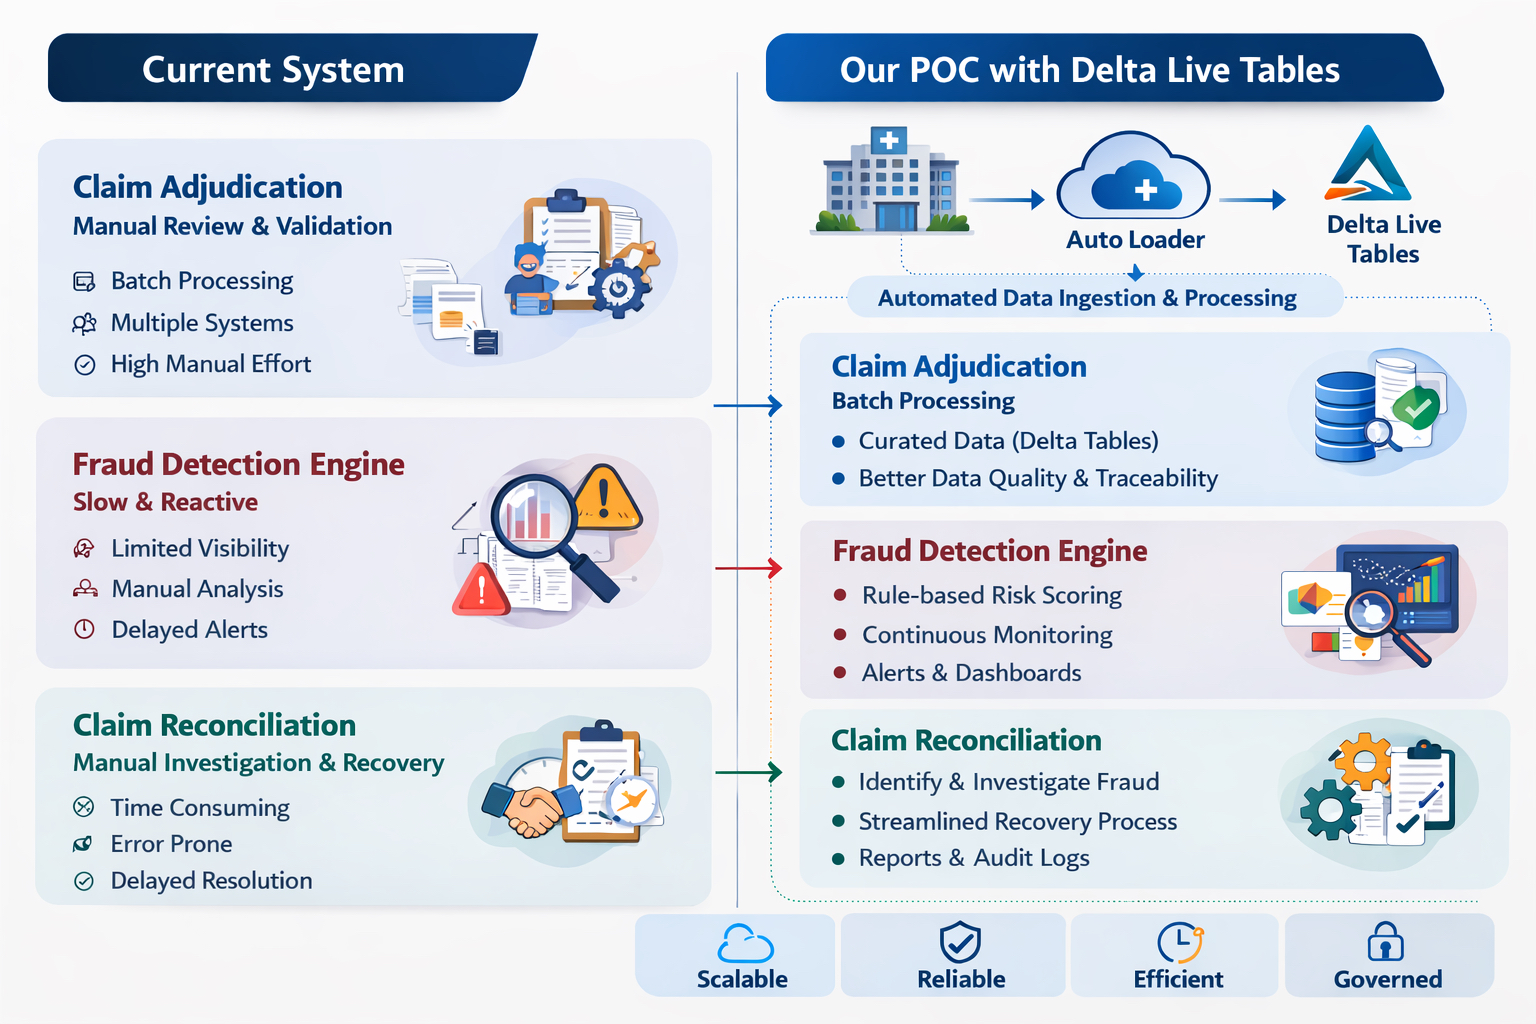 Current System
Claim Adjudication
Manual Review & Validation
Batch Processing
Multiple Systems
High Manual Effort
Fraud Detection Engine
Slow & Reactive
Limited Visibility
Manual Analysis
Delayed Alerts
Claim Reconciliation
Manual Investigation & Recovery
Time Consuming
Error Prone
Delayed Resolution
Our POC with Delta Live Tables
Auto Loader
Delta Live
Tables
Automated Data Ingestion & Processing
Claim Adjudication
Batch Processing
Curated Data (Delta Tables)
Better Data Quality & Traceability
Fraud Detection Engine
Rule-based Risk Scoring
Continuous Monitoring
Alerts & Dashboards
Claim Reconciliation
Identify & Investigate Fraud
Streamlined Recovery Process
Reports & Audit Logs
Scalable
Reliable
Efficient
Governed